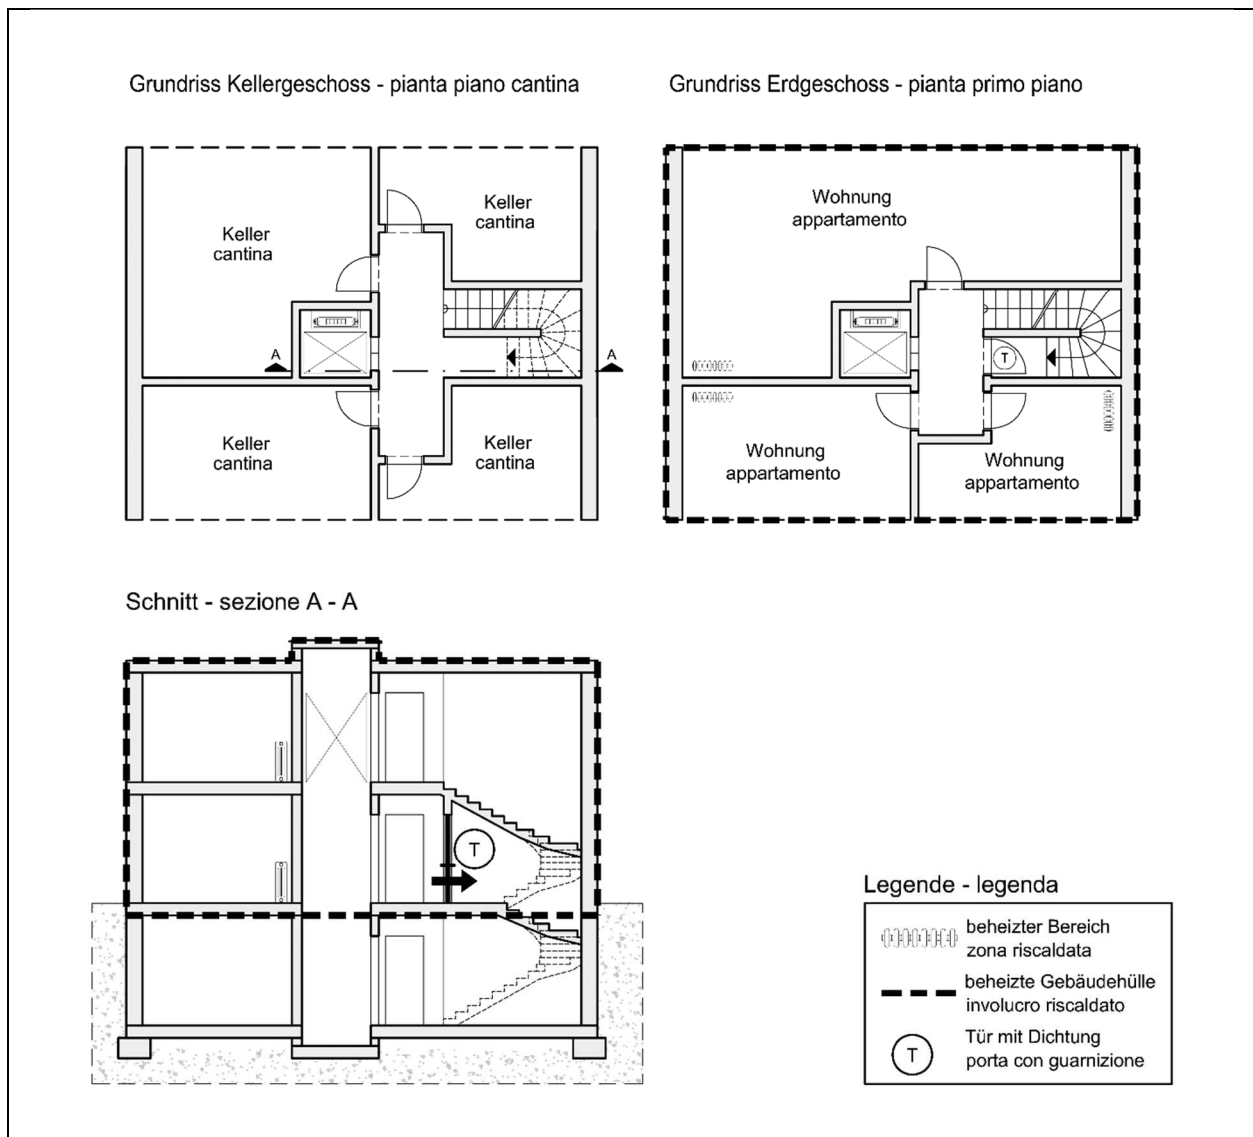 Grundriss Kellergeschoss - pianta piano cantina
Grundriss Erdgeschoss - pianta primo piano
Keller
cantina
Keller
cantina
A
A
Keller
cantina
Keller
cantina
Wohnung
appartamento
T
Wohnung
appartamento
Wohnung
appartamento
Schnitt - sezione A - A
T
Legende - legenda
beheizter Bereich
zona riscaldata
beheizte Gebäudehülle
involucro riscaldato
T
Tür mit Dichtung
porta con guarnizione